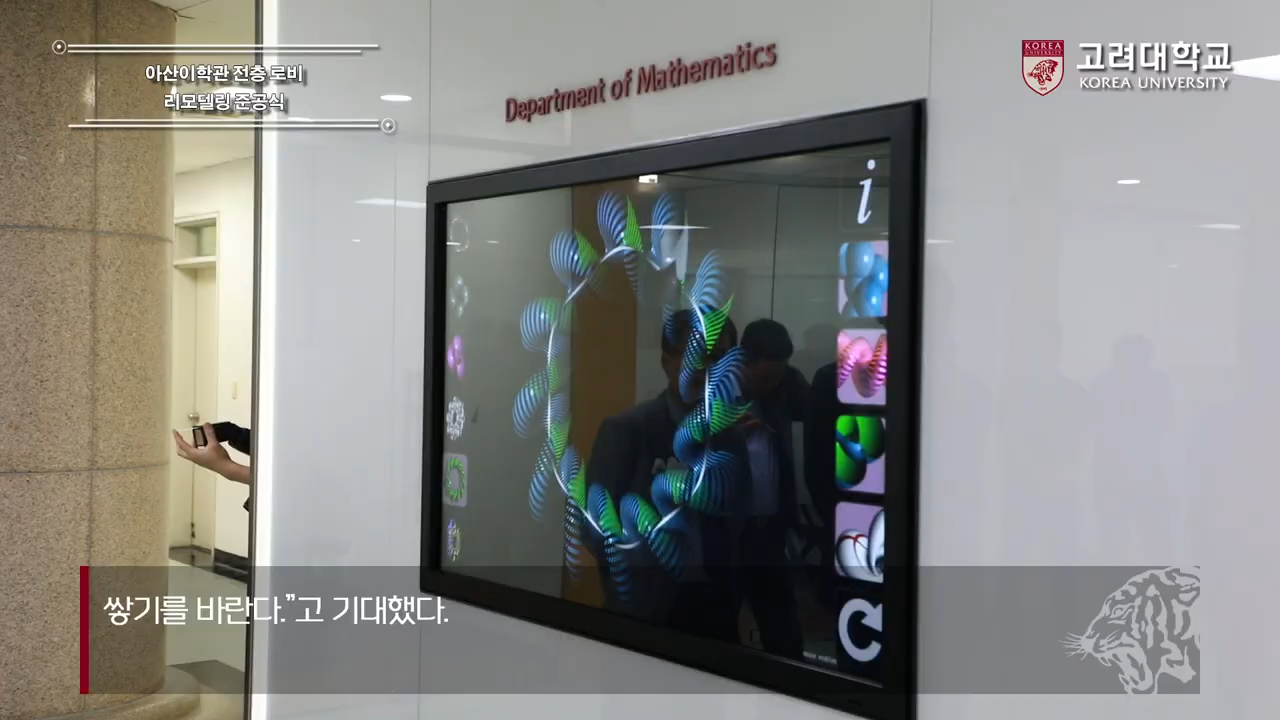 아산이학관 전층 로비
리모델링 준공식
KOREA
UNIVERSITY
고려대학교
KOREA UNIVERSITY
Department of Mathematics
i
쌓기를 바란다.”고 기대했다.